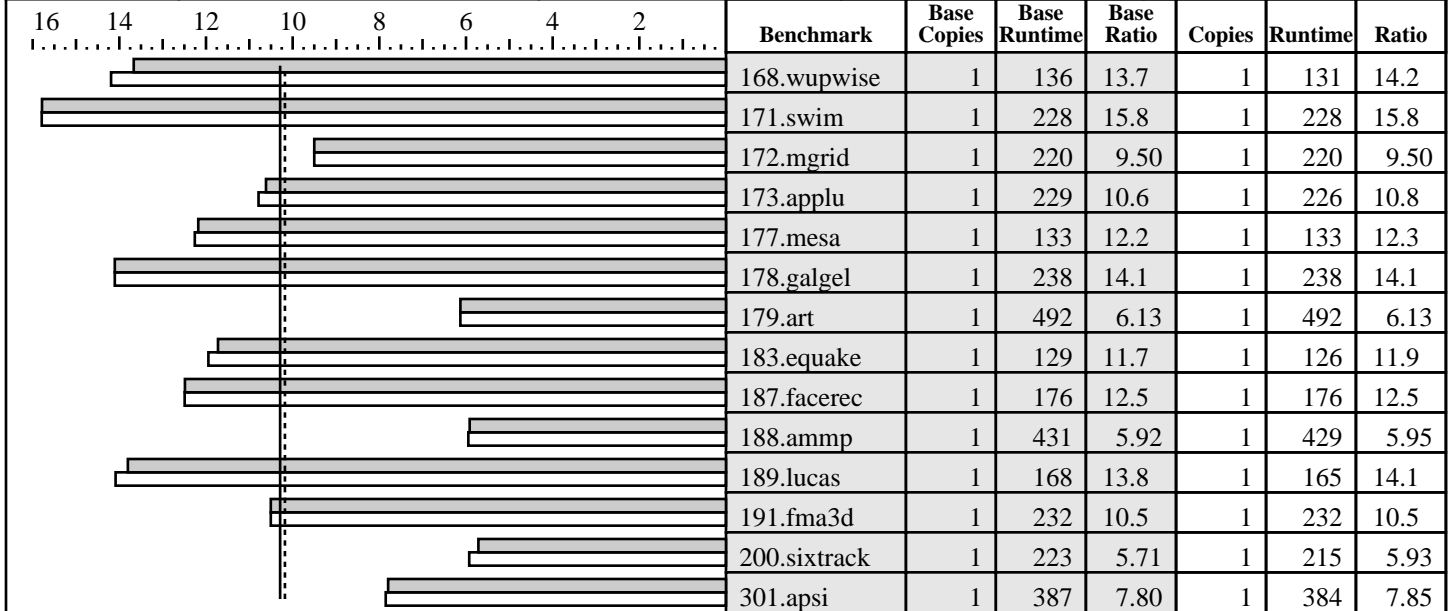 16 14 12 10 8 6 4 2
Benchmark Base Copies Base Runtime Base Ratio Copies Runtime Ratio
168.wupwise 1 136 13.7 1 131 14.2
171.swim 1 228 15.8 1 228 15.8
172.mgrid 1 220 9.50 1 220 9.50
173.applu 1 229 10.6 1 226 10.8
177.mesa 1 133 12.2 1 133 12.3
178.galgel 1 238 14.1 1 238 14.1
179.art 1 492 6.13 1 492 6.13
183.equake 1 129 11.7 1 126 11.9
187.facerec 1 176 12.5 1 176 12.5
188.ammp 1 431 5.92 1 429 5.95
189.lucas 1 168 13.8 1 165 14.1
191.fma3d 1 232 10.5 1 232 10.5
200.sixtrack 1 223 5.71 1 215 5.93
301.apsi 1 387 7.80 1 384 7.85